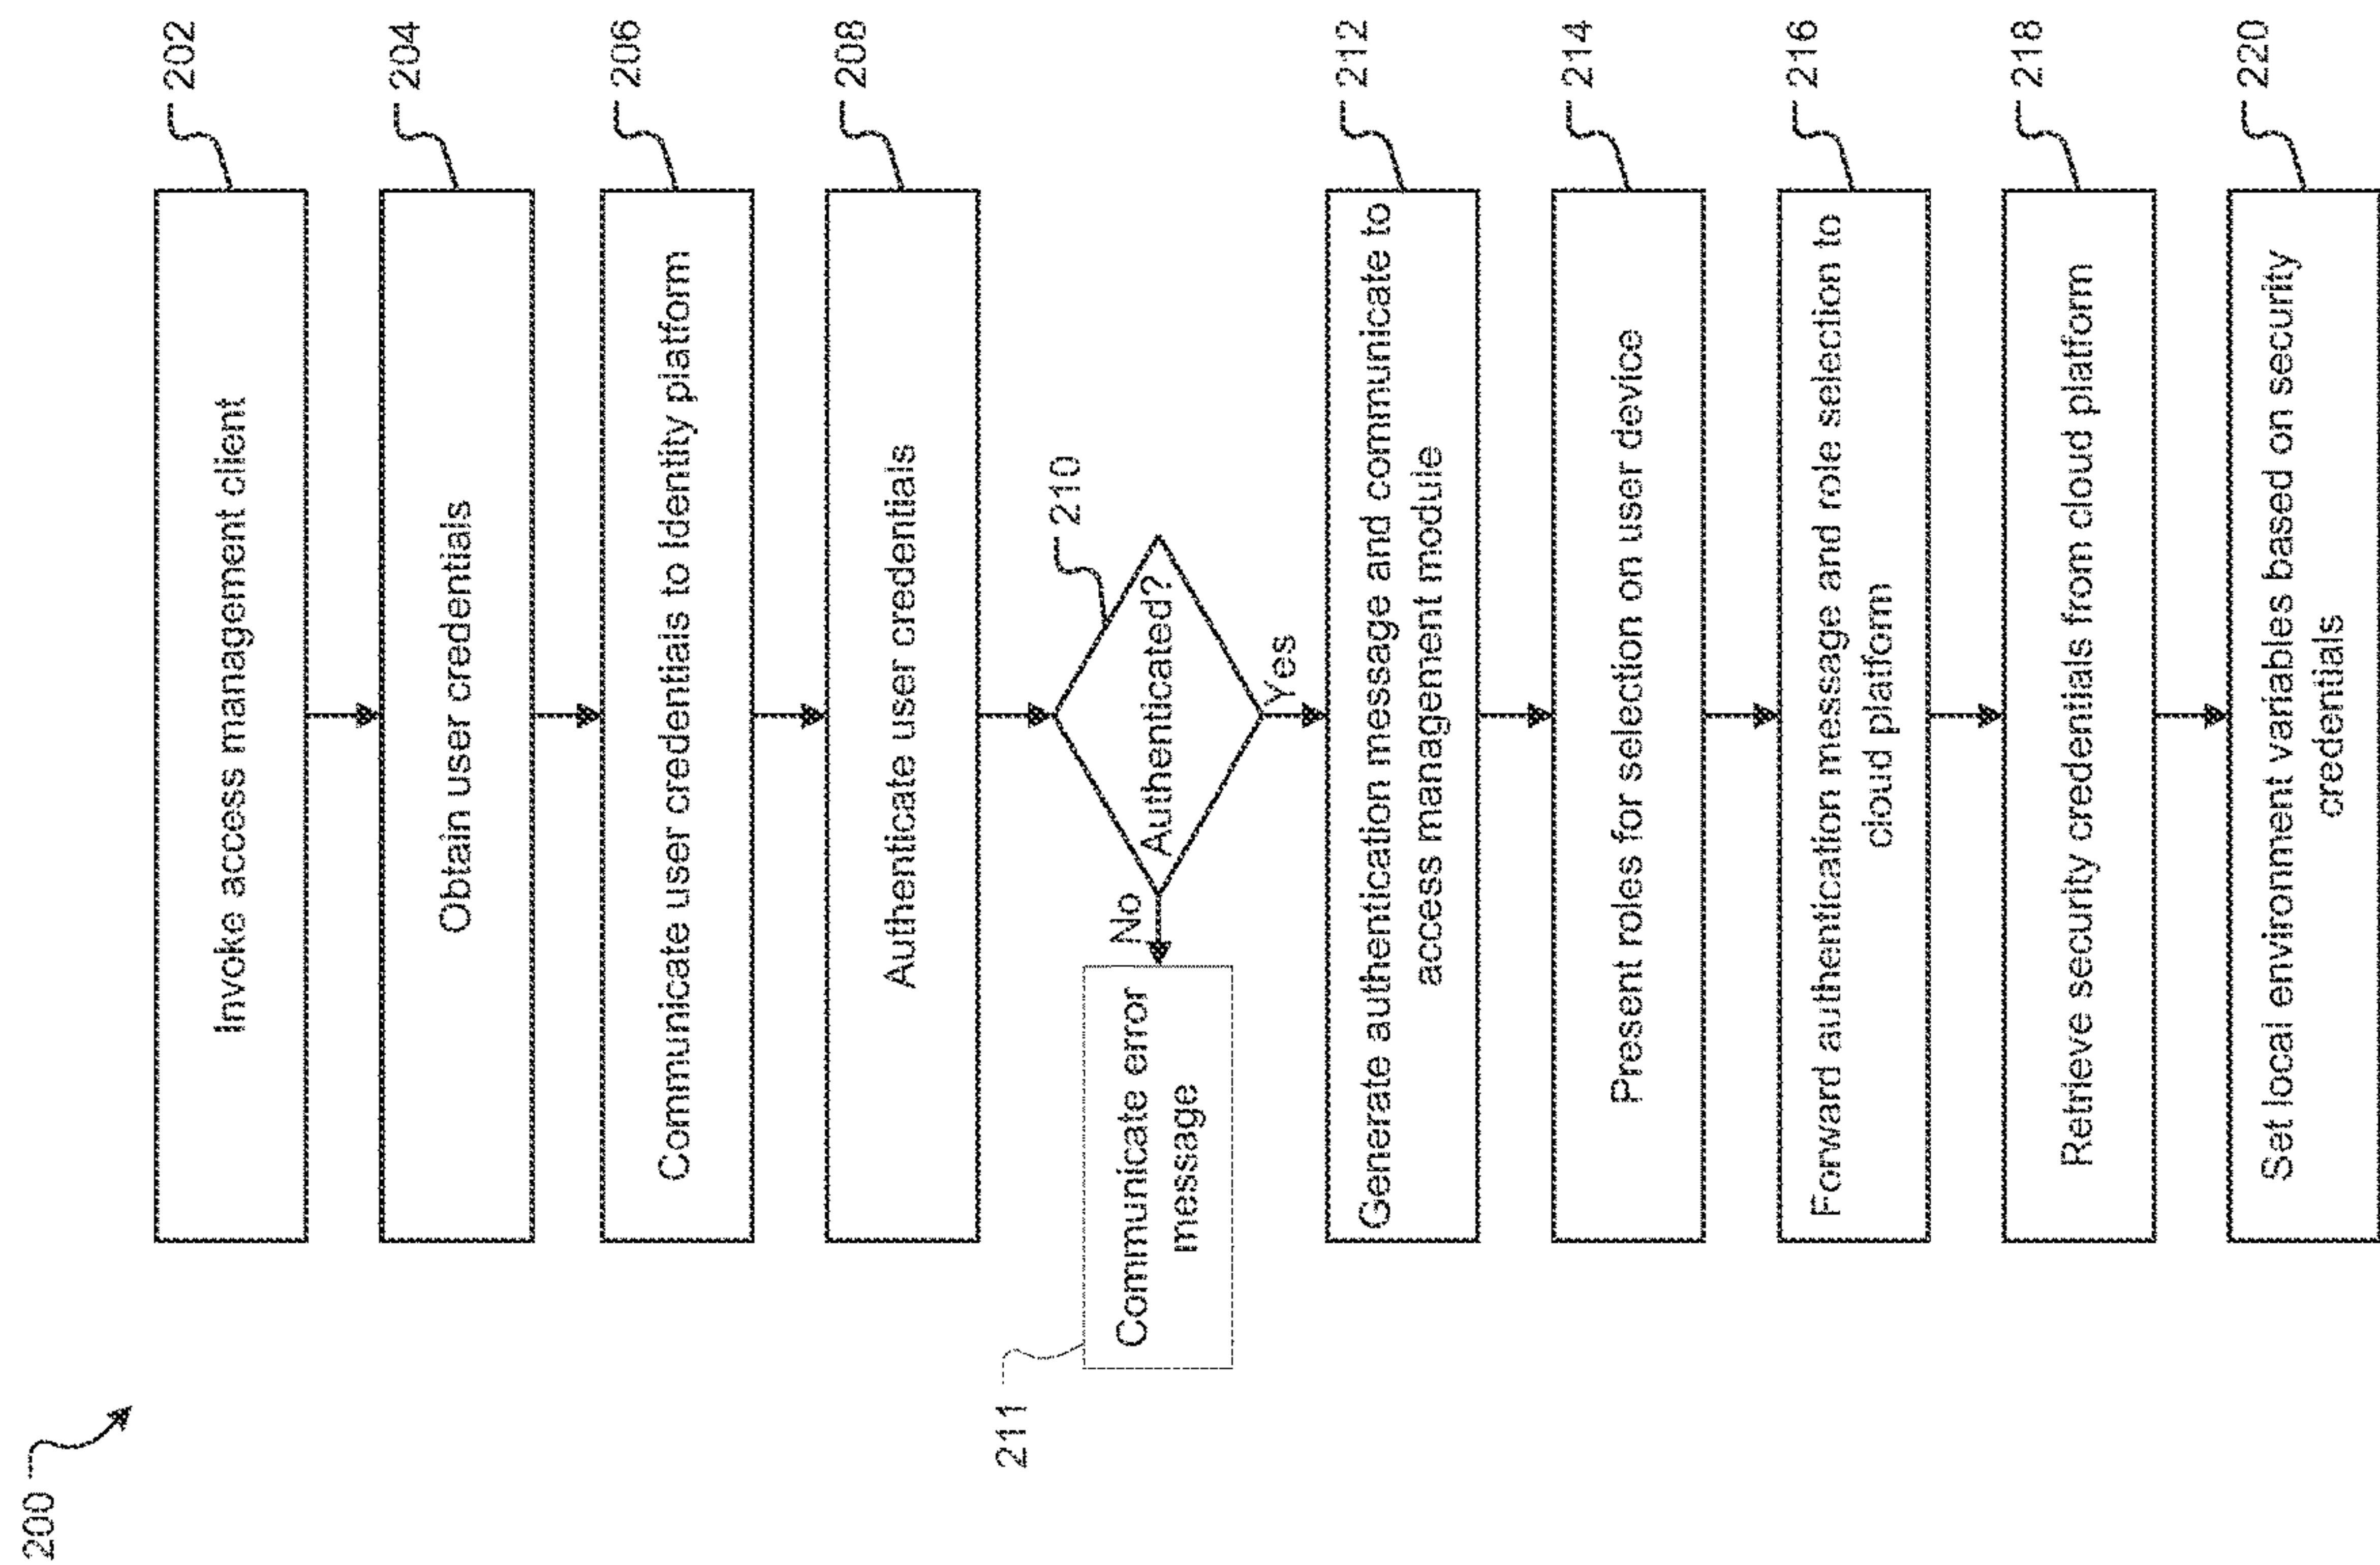 200
202
Invoke access management client
204
Obtain user credentials
206
Communicate user credentials to Identity platform
208
Authenticate user credentials
210
Authenticated?
No
Yes
211
Communicate error
message
212
Generate authentication message and communicate to
access management module
214
Present roles for selection on user device
216
Forward authentication message and role selection to
cloud platform
218
Retrieve security credentials from cloud platform
220
Set local environment variables based on security
credentials